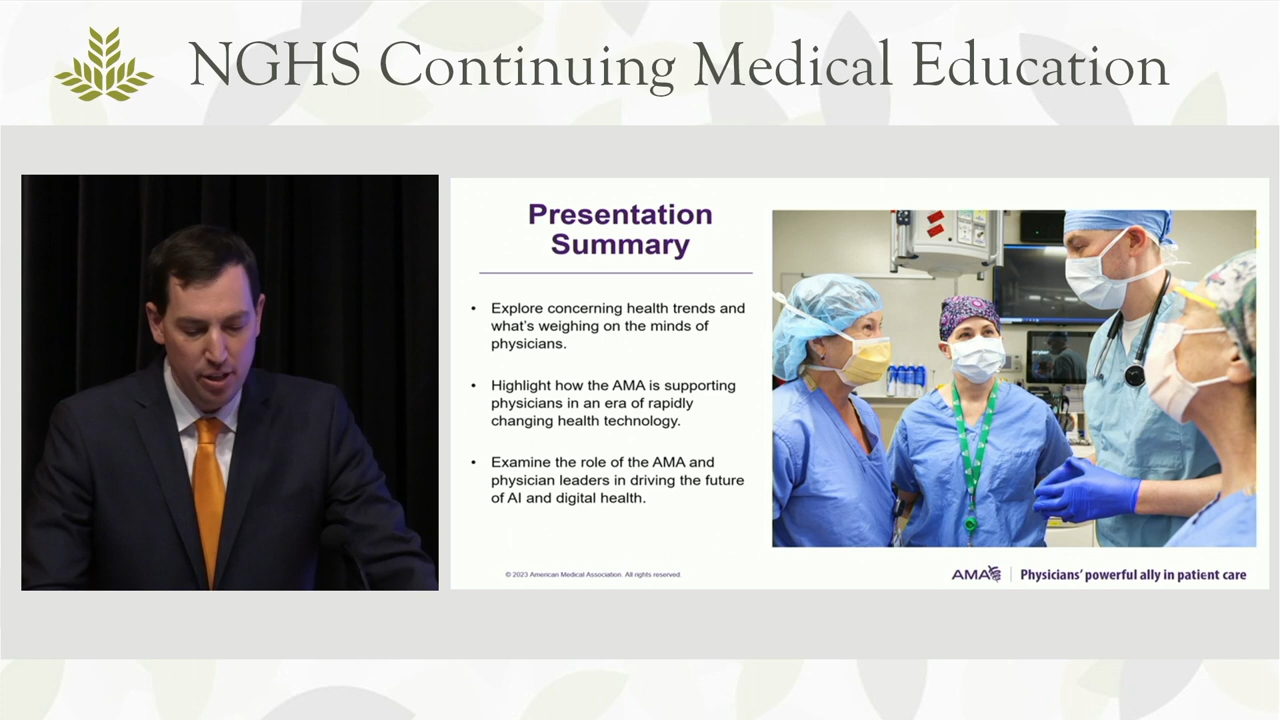 NGHS Continuing Medical Education
Presentation
Summary
• Explore concerning health trends and
what's weighing on the minds of
physicians.
• Highlight how the AMA is supporting
physicians in an era of rapidly
changing health technology.
• Examine the role of the AMA and
physician leaders in driving the future
of AI and digital health.
© 2023 American Medical Association. All rights reserved.
AMA | Physicians' powerful ally in patient care